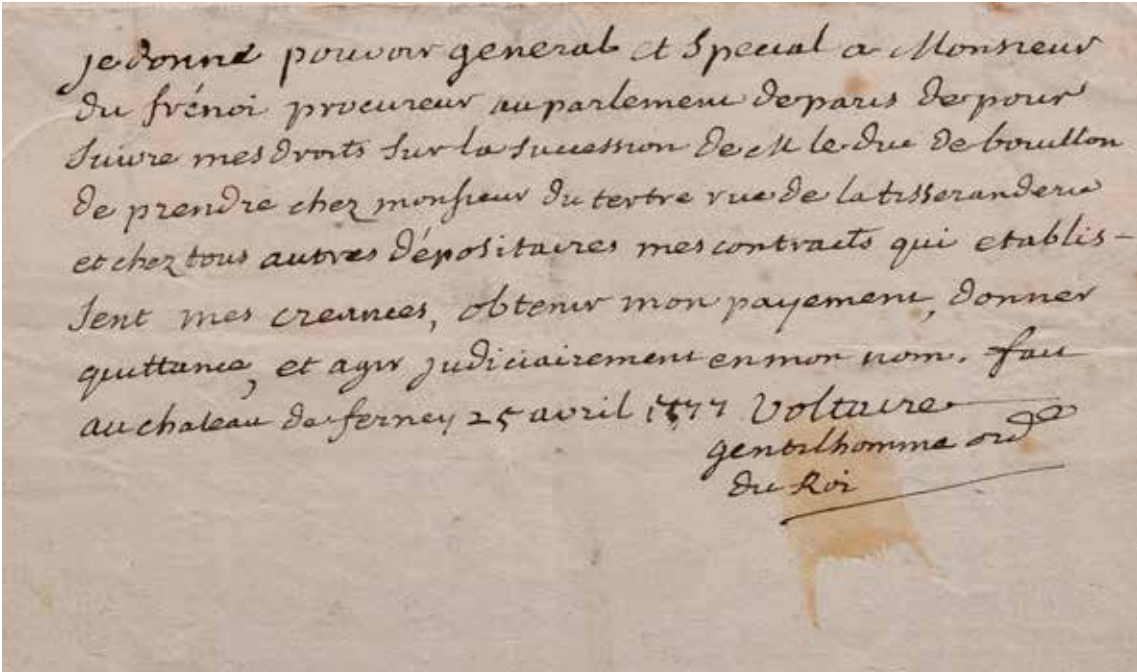 je donne pouvoir general et special a Monsieur
du frénoi procureur au parlement de paris de pour
suivre mes droits sur la succession de M le duc de bouillon
de prendre chez monsieur du tertre rue de la tisseranderie
et chez tous autres dépositaires mes contracts qui etablis-
sent mes creances, obtenir mon payement, donner
quittance, et agir judiciairement en mon nom. fait
au chateau de ferney 25 avril 1777 Voltaire
gentilhomme ord^e
du Roi